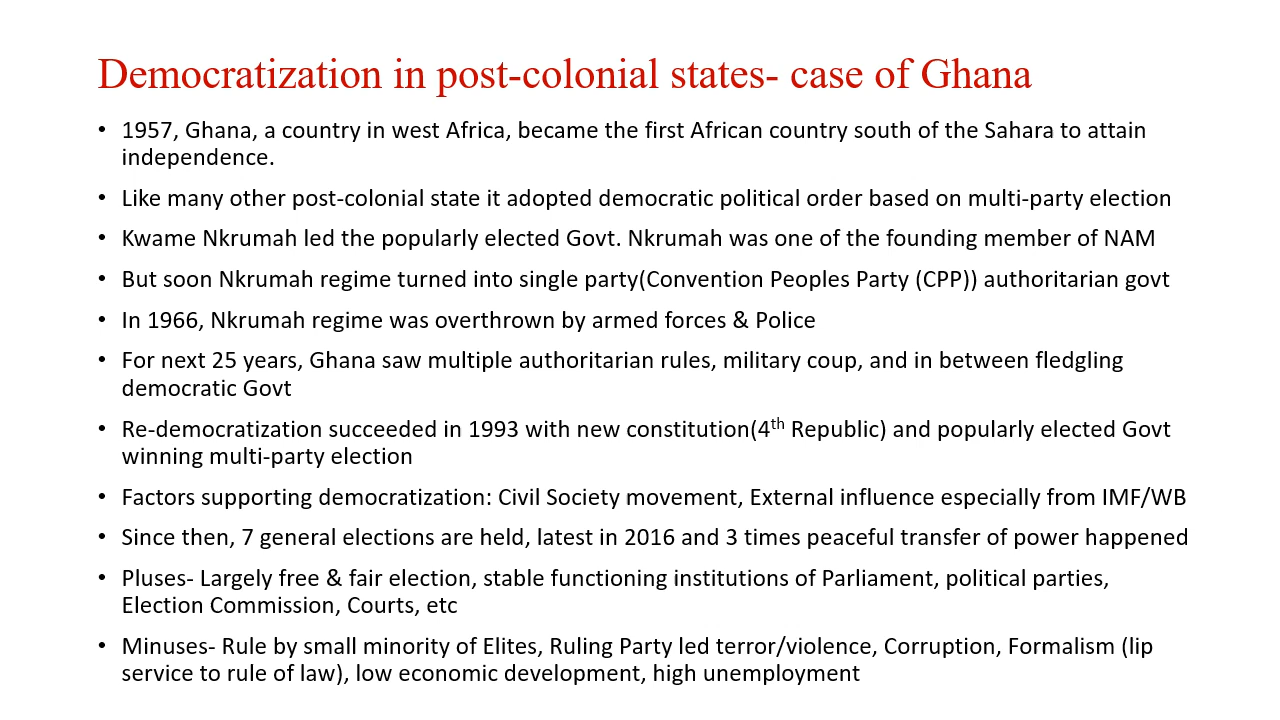 Democratization in post-colonial states- case of Ghana
• 1957, Ghana, a country in west Africa, became the first African country south of the Sahara to attain
independence.
• Like many other post-colonial state it adopted democratic political order based on multi-party election
• Kwame Nkrumah led the popularly elected Govt. Nkrumah was one of the founding member of NAM
• But soon Nkrumah regime turned into single party(Convention Peoples Party (CPP)) authoritarian govt
• In 1966, Nkrumah regime was overthrown by armed forces & Police
• For next 25 years, Ghana saw multiple authoritarian rules, military coup, and in between fledgling
democratic Govt
• Re-democratization succeeded in 1993 with new constitution(4th Republic) and popularly elected Govt
winning multi-party election
• Factors supporting democratization: Civil Society movement, External influence especially from IMF/WB
• Since then, 7 general elections are held, latest in 2016 and 3 times peaceful transfer of power happened
• Pluses- Largely free & fair election, stable functioning institutions of Parliament, political parties,
Election Commission, Courts, etc
• Minuses- Rule by small minority of Elites, Ruling Party led terror/violence, Corruption, Formalism (lip
service to rule of law), low economic development, high unemployment